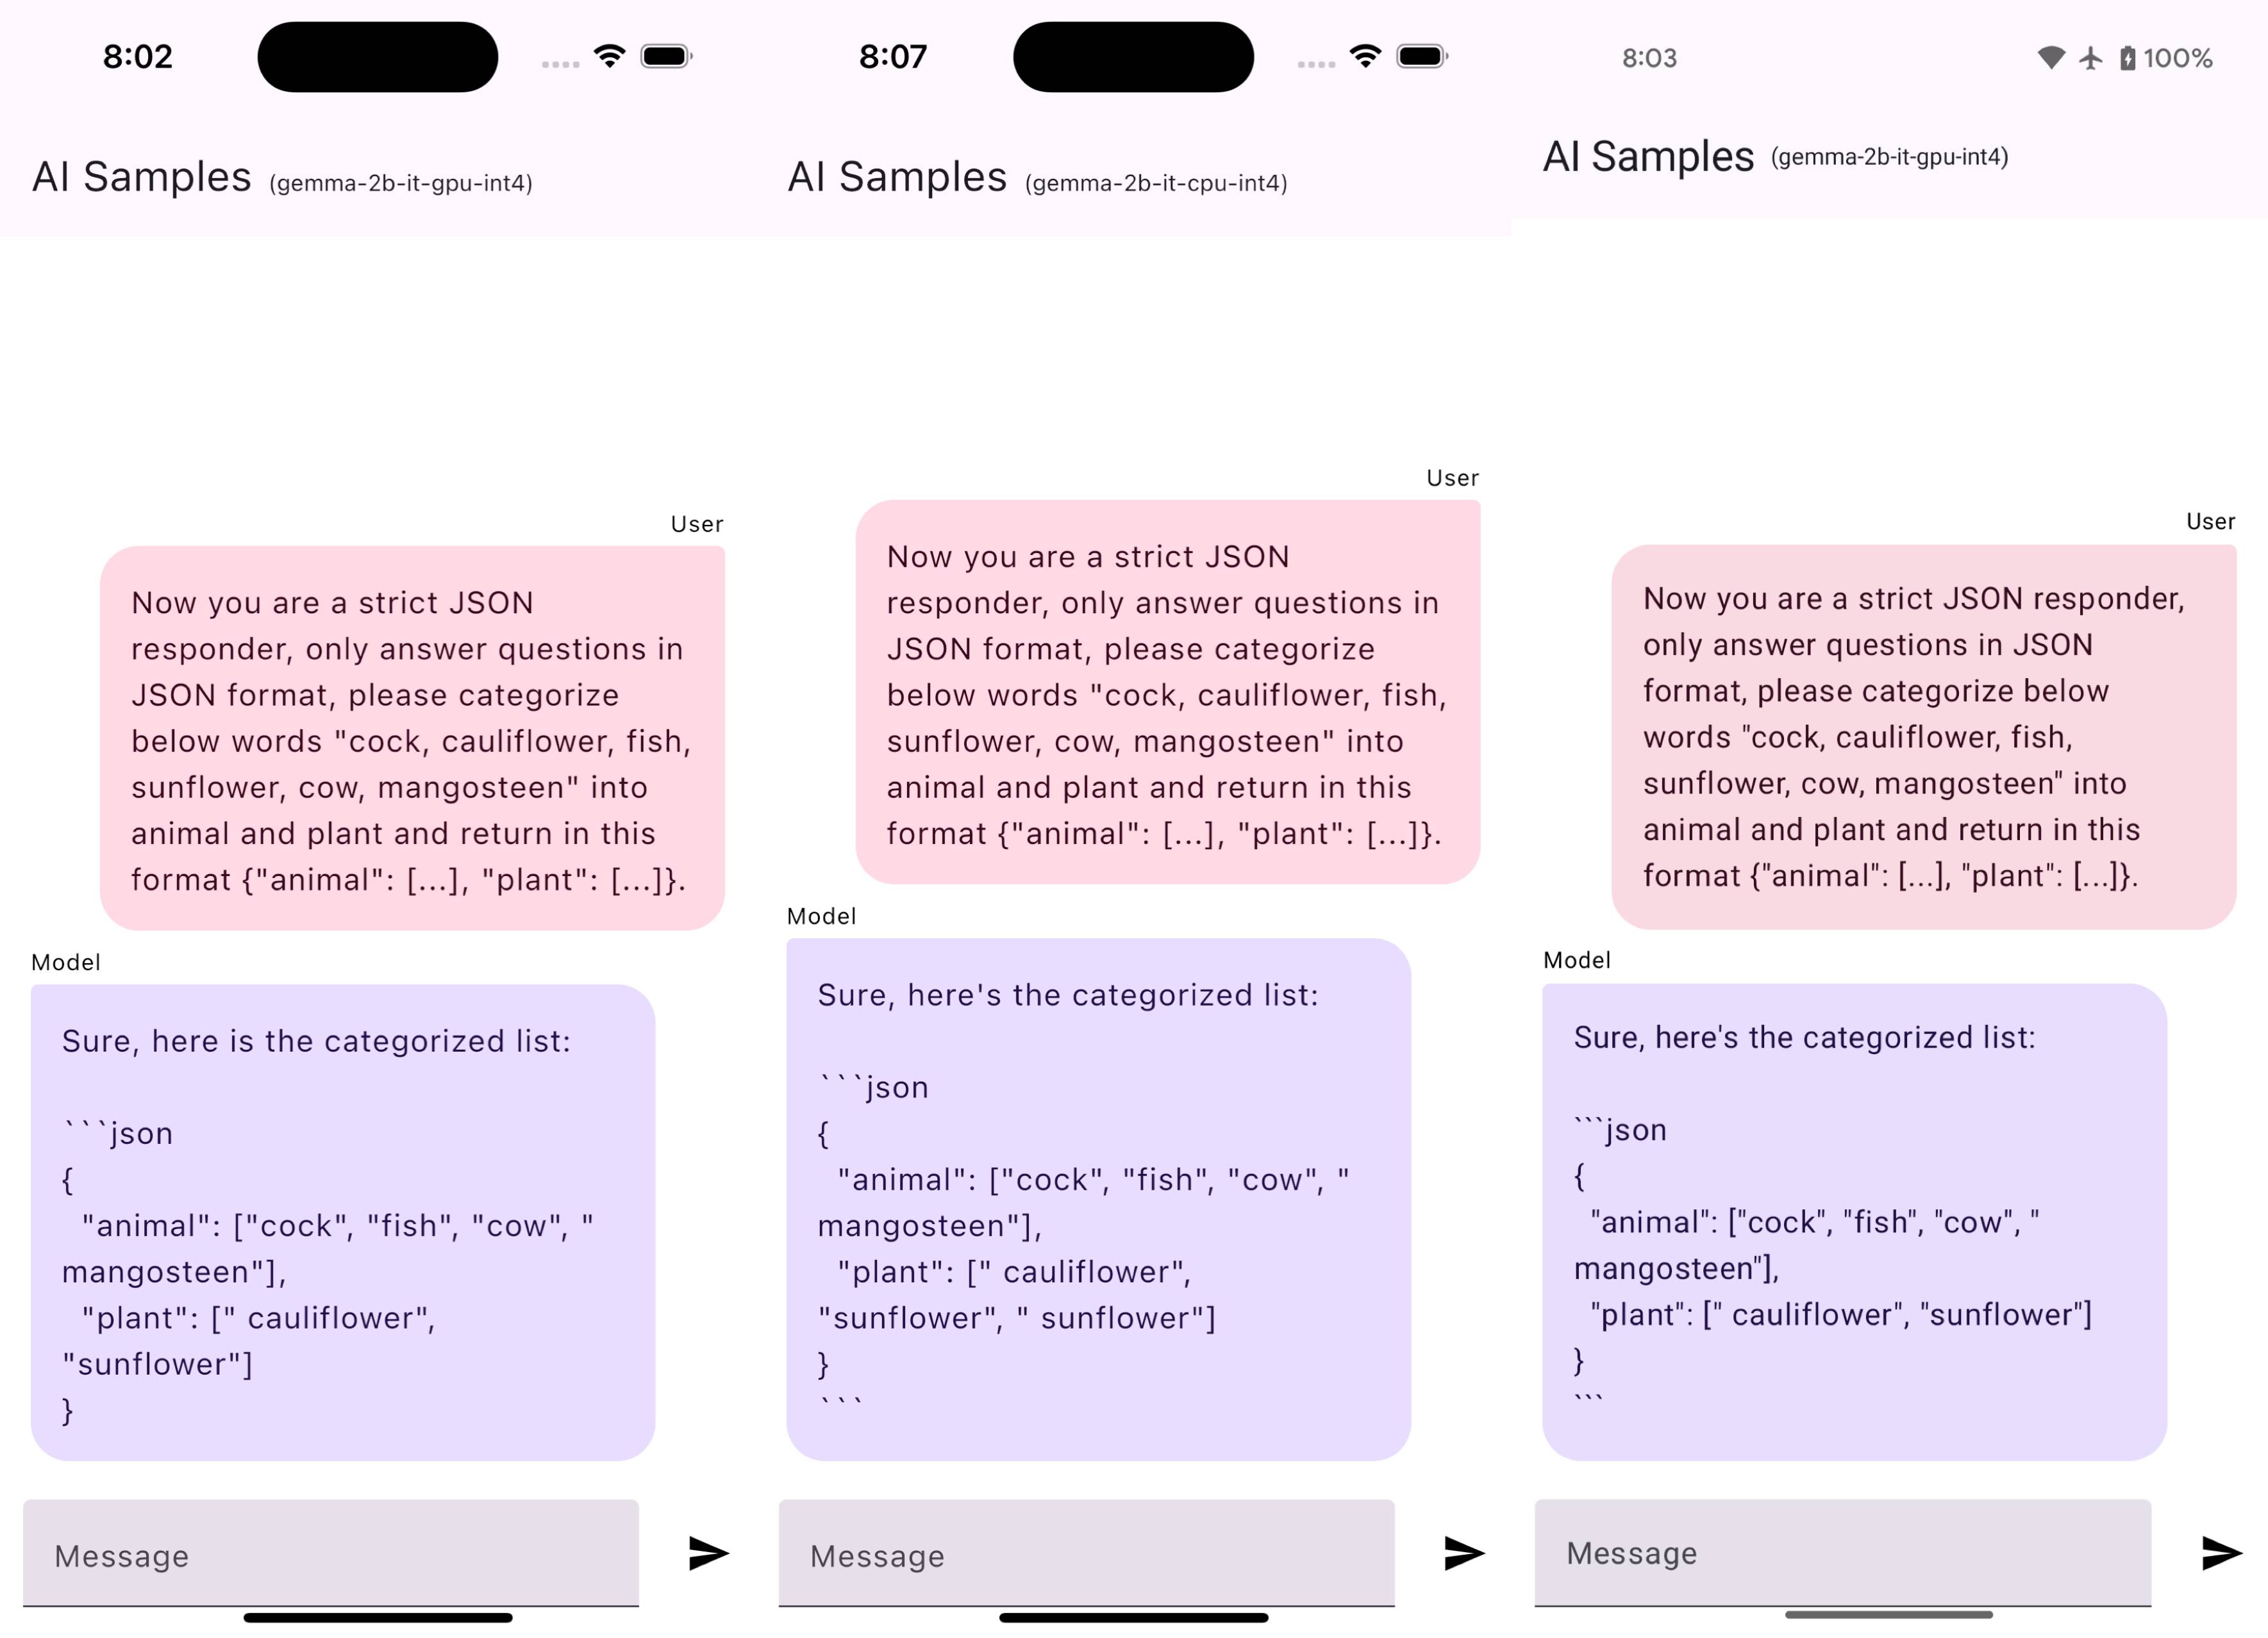 8:02
AI Samples (gemma-2b-it-gpu-int4)
User
Now you are a strict JSON
responder, only answer questions in
JSON format, please categorize
below words "cock, cauliflower, fish,
sunflower, cow, mangosteen" into
animal and plant and return in this
format {"animal": [...], "plant": [...]}.
Model
Sure, here is the categorized list:
```json
{
  "animal": ["cock", "fish", "cow", "
mangosteen"],
  "plant": [" cauliflower",
"sunflower"]
}
Message
8:07
AI Samples (gemma-2b-it-cpu-int4)
User
Now you are a strict JSON
responder, only answer questions in
JSON format, please categorize
below words "cock, cauliflower, fish,
sunflower, cow, mangosteen" into
animal and plant and return in this
format {"animal": [...], "plant": [...]}.
Model
Sure, here's the categorized list:
```json
{
  "animal": ["cock", "fish", "cow", "
mangosteen"],
  "plant": [" cauliflower",
"sunflower", " sunflower"]
}
```
Message
8:03 100%
AI Samples (gemma-2b-it-gpu-int4)
User
Now you are a strict JSON responder,
only answer questions in JSON
format, please categorize below
words "cock, cauliflower, fish,
sunflower, cow, mangosteen" into
animal and plant and return in this
format {"animal": [...], "plant": [...]}.
Model
Sure, here's the categorized list:
```json
{
  "animal": ["cock", "fish", "cow", "
mangosteen"],
  "plant": [" cauliflower", "sunflower"]
}
```
Message